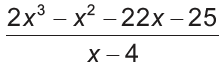 2x³ − x² − 22x − 25
x − 4